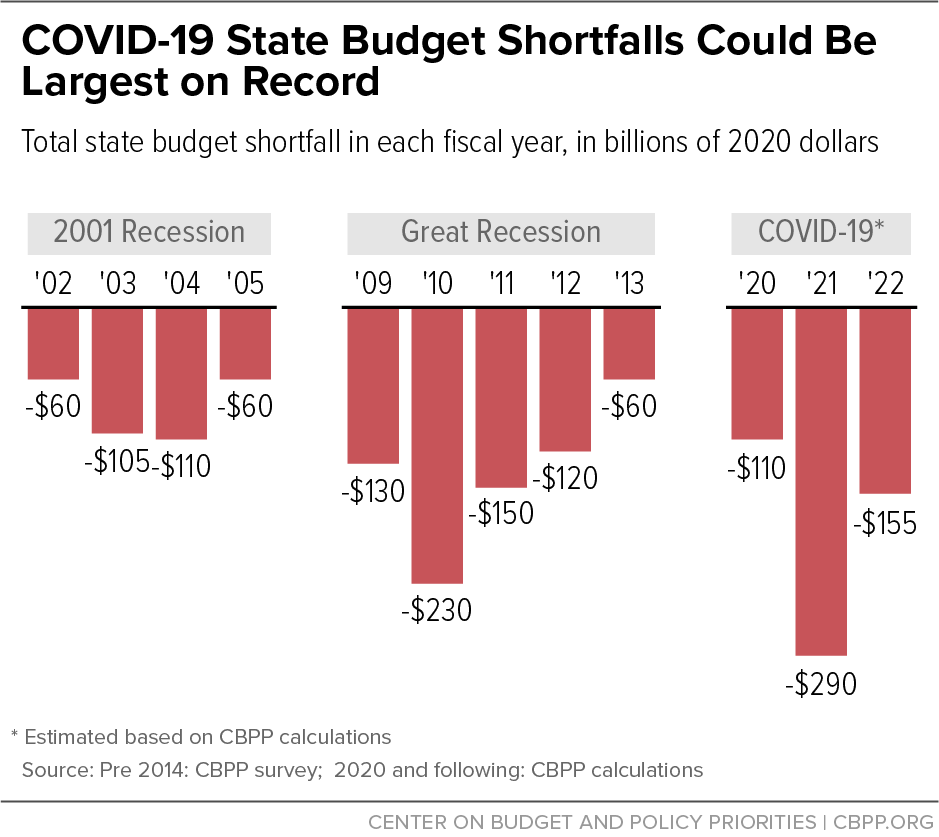 COVID-19 State Budget Shortfalls Could Be
Largest on Record
Total state budget shortfall in each fiscal year, in billions of 2020 dollars
2001 Recession
'02 '03 '04 '05
-$60 -$105 -$110 -$60
Great Recession
'09 '10 '11 '12 '13
-$130 -$230 -$150 -$120 -$60
COVID-19*
'20 '21 '22
-$110 -$290 -$155
* Estimated based on CBPP calculations
Source: Pre 2014: CBPP survey; 2020 and following: CBPP calculations
CENTER ON BUDGET AND POLICY PRIORITIES | CBPP.ORG